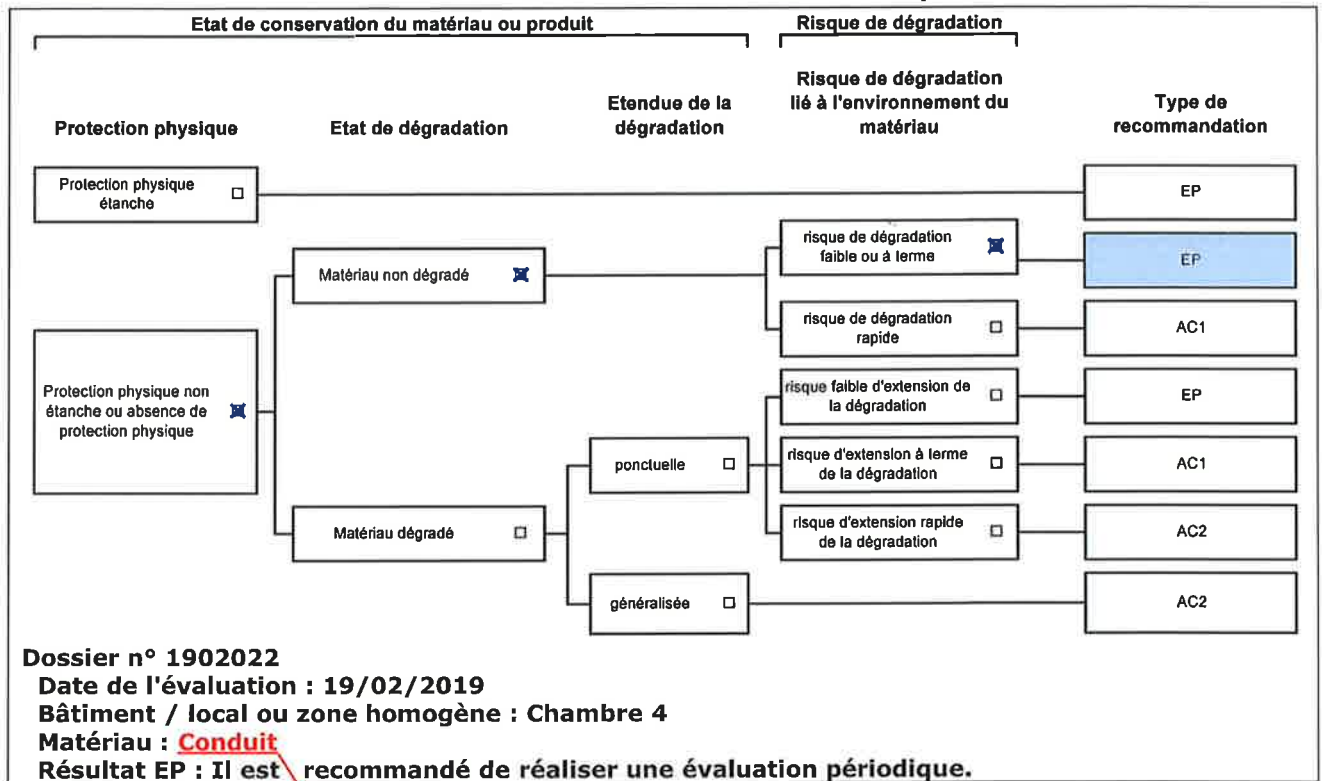 Etat de conservation du matériau ou produit
Risque de dégradation
Protection physique
Etat de dégradation
Etendue de la
dégradation
Risque de dégradation
lié à l'environnement du
matériau
Type de
recommandation
Protection physique
étanche
EP
Matériau non dégradé
risque de dégradation
faible ou à terme
EP
risque de dégradation
rapide
AC1
Protection physique non
étanche ou absence de
protection physique
risque faible d'extension de
la dégradation
EP
ponctuelle
risque d'extension à terme
de la dégradation
AC1
Matériau dégradé
risque d'extension rapide
de la dégradation
AC2
généralisée
AC2
Dossier n° 1902022
Date de l'évaluation : 19/02/2019
Bâtiment / local ou zone homogène : Chambre 4
Matériau : Conduit
Résultat EP : Il est recommandé de réaliser une évaluation périodique.